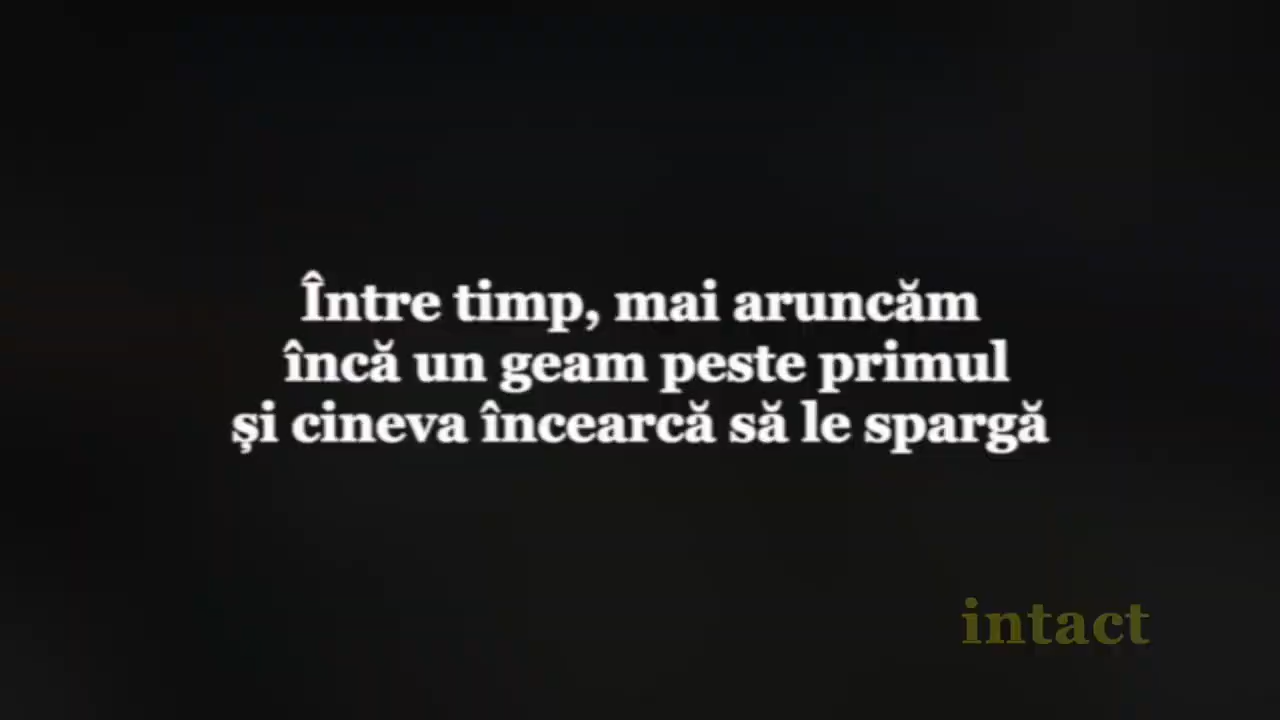 Între timp, mai aruncăm
încă un geam peste primul
și cineva încearcă să le spargă
intact